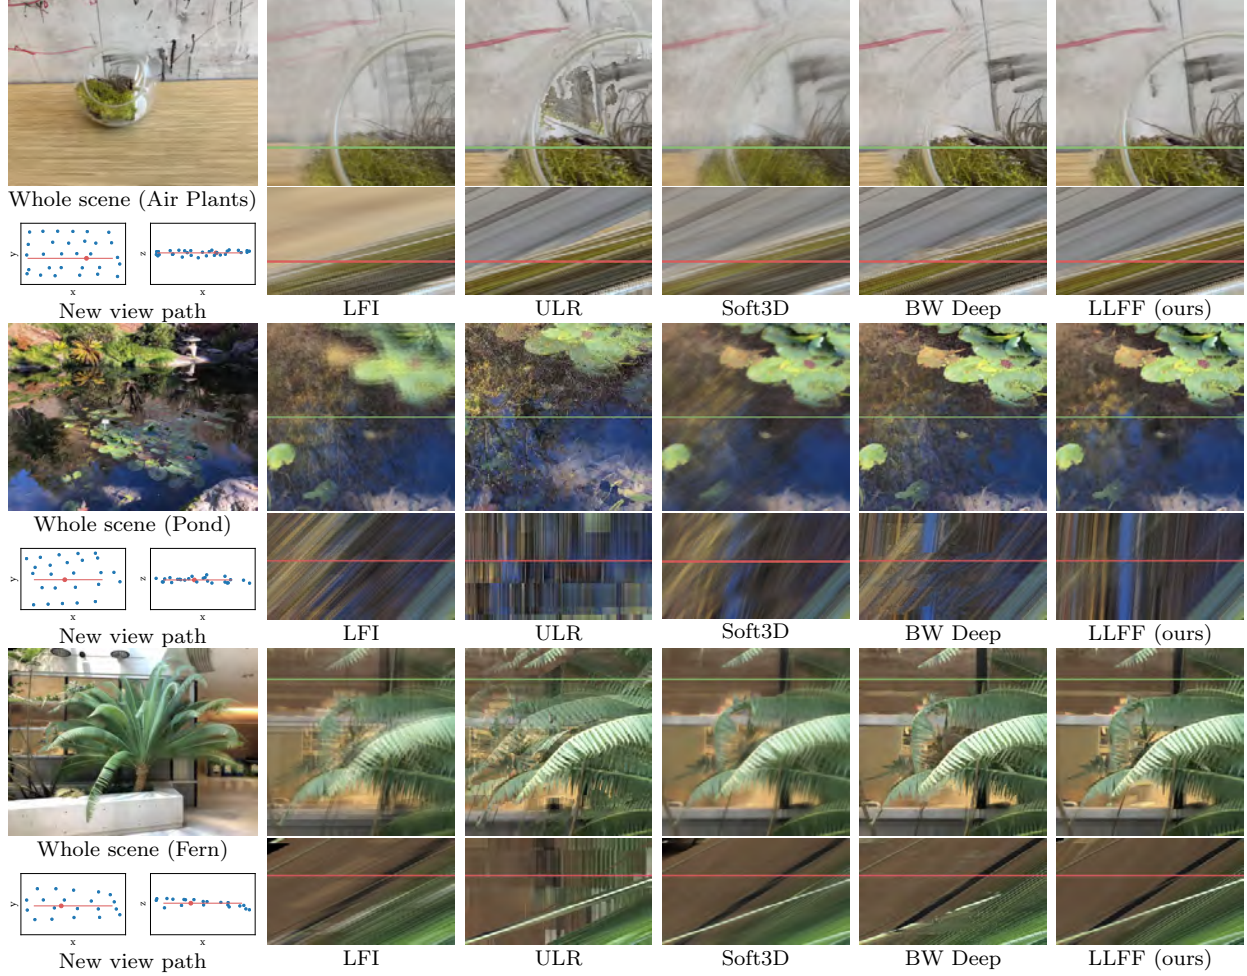 Whole scene (Air Plants)
y
x
z
x
New view path
LFI
ULR
Soft3D
BW Deep
LLFF (ours)
Whole scene (Pond)
y
x
z
x
New view path
LFI
ULR
Soft3D
BW Deep
LLFF (ours)
Whole scene (Fern)
y
x
z
x
New view path
LFI
ULR
Soft3D
BW Deep
LLFF (ours)